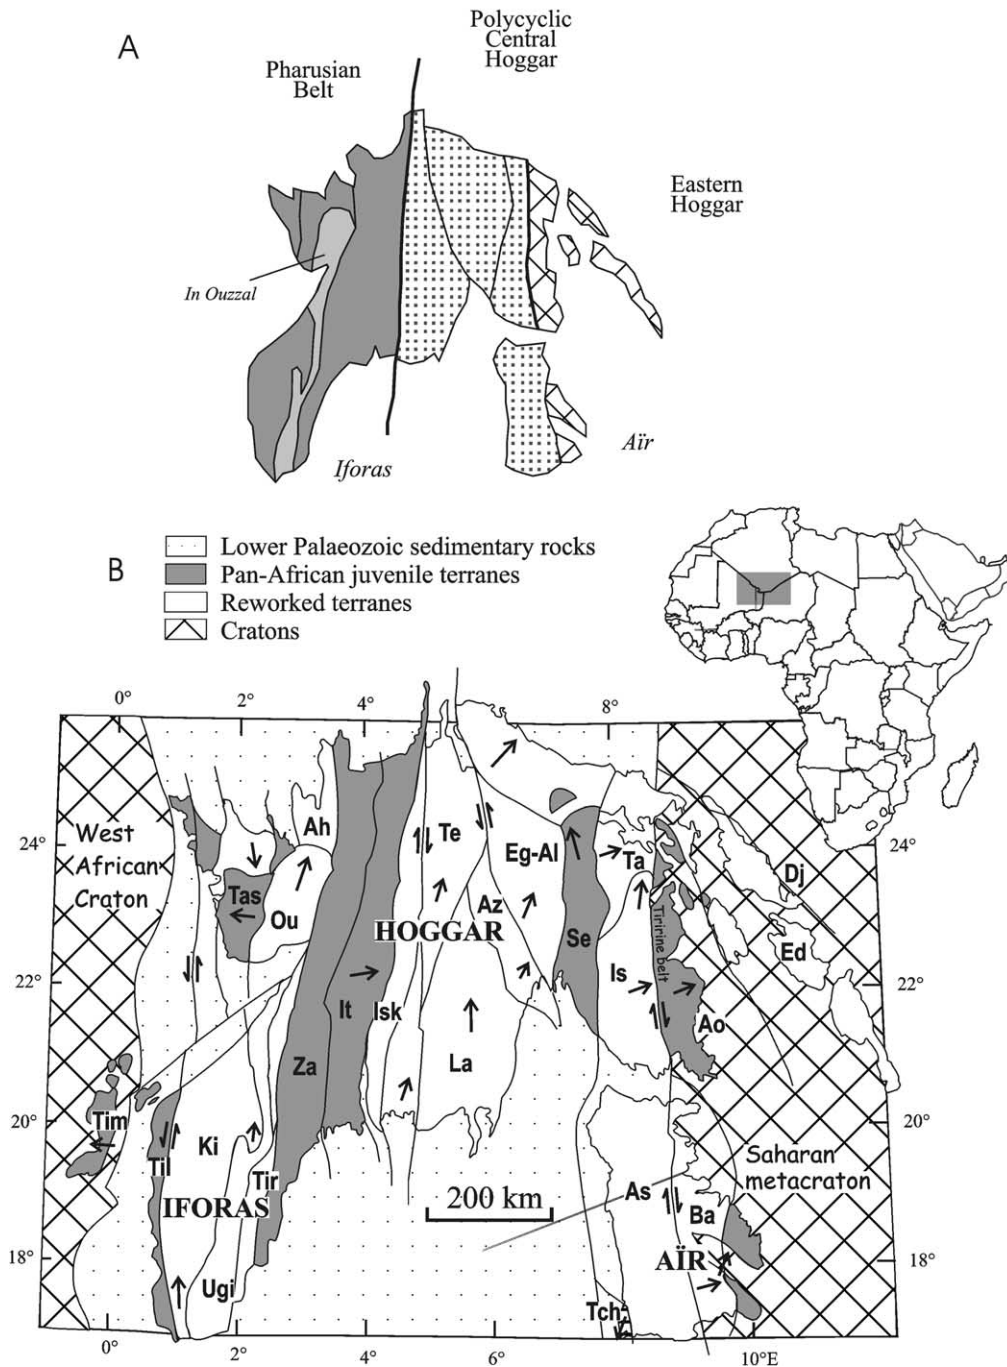 A
Pharusian
Belt
Polycyclic
Central
Hoggar
Eastern
Hoggar
In Ouzzal
Iforas
Aïr
B
Lower Palaeozoic sedimentary rocks
Pan-African juvenile terranes
Reworked terranes
Cratons
0°
2°
4°
8°
24°
West
African
Craton
Ah
Te
Eg-Al
Ta
Dj
24°
Tas
Ou
Az
HOGGAR
Se
Tiririne belt
Ed
22°
It
Isk
Is
Ao
22°
Za
La
20°
Tim
Til
Ki
Tir
IFORAS
200 km
As
Ba
Saharan
metacraton
20°
18°
Ugi
AÏR
Tch
18°
0°
2°
4°
6°
10°E